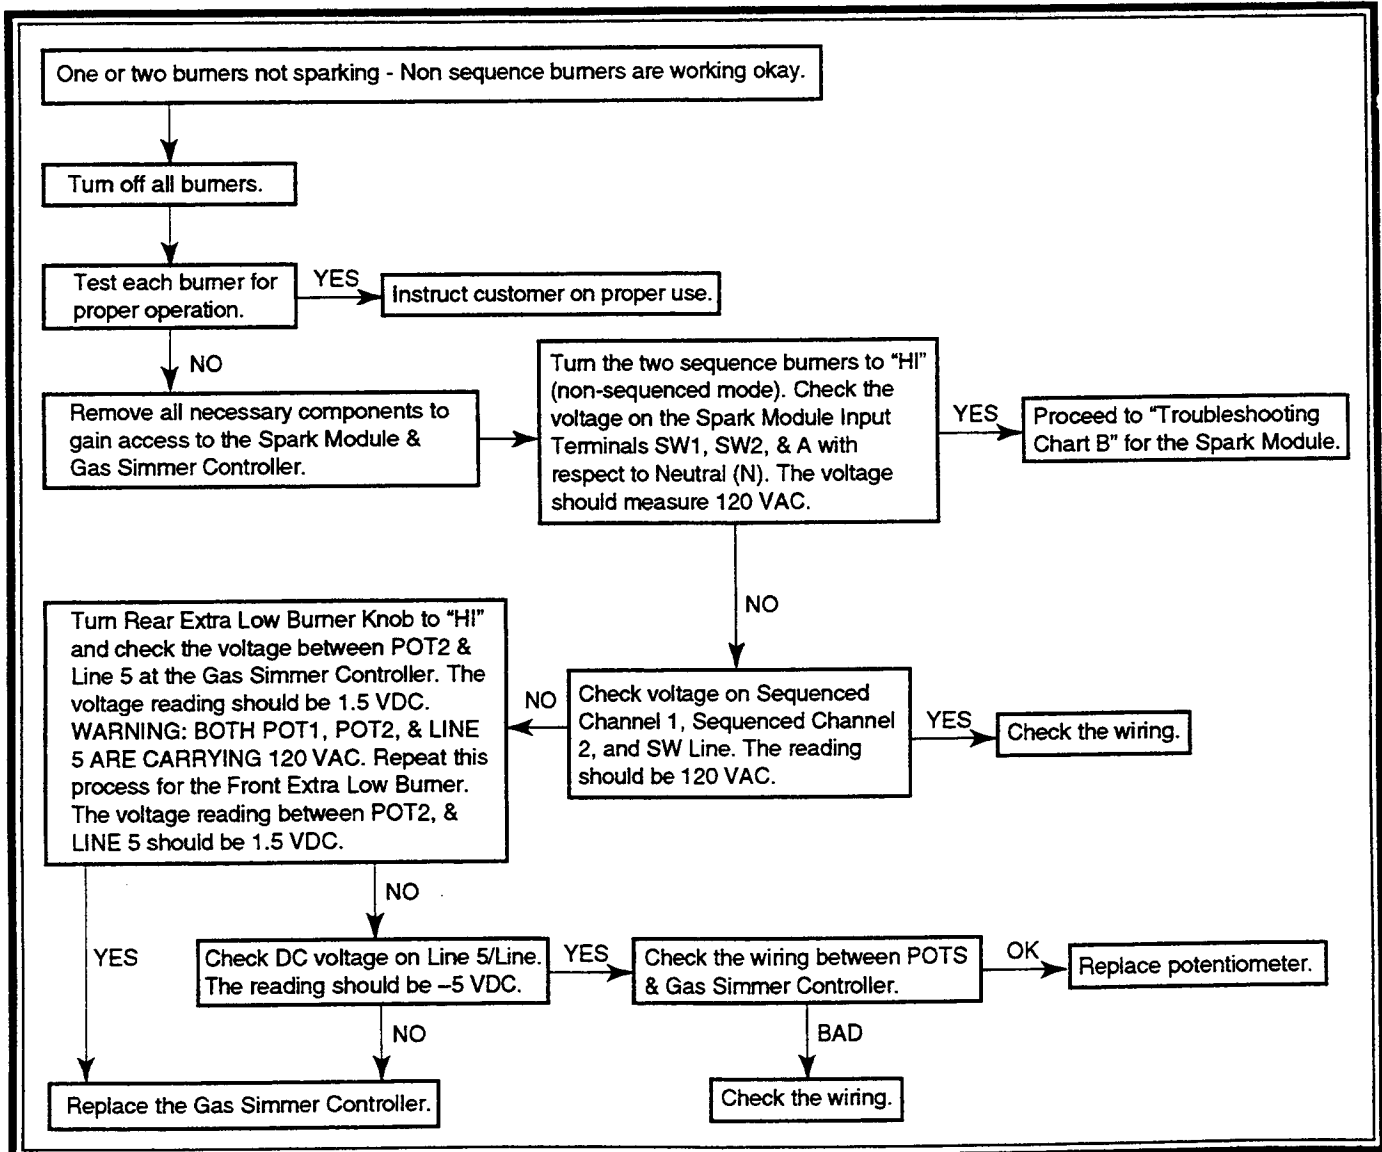 One or two burners not sparking - Non sequence burners are working okay.
Turn off all burners.
Test each burner for
proper operation.
YES
Instruct customer on proper use.
NO
Remove all necessary components to
gain access to the Spark Module &
Gas Simmer Controller.
Turn the two sequence burners to “HI”
(non-sequenced mode). Check the
voltage on the Spark Module Input
Terminals SW1, SW2, & A with
respect to Neutral (N). The voltage
should measure 120 VAC.
YES
Proceed to “Troubleshooting
Chart B” for the Spark Module.
NO
Check voltage on Sequenced
Channel 1, Sequenced Channel
2, and SW Line. The reading
should be 120 VAC.
YES
Check the wiring.
NO
Turn Rear Extra Low Burner Knob to “HI”
and check the voltage between POT2 &
Line 5 at the Gas Simmer Controller. The
voltage reading should be 1.5 VDC.
WARNING: BOTH POT1, POT2, & LINE
5 ARE CARRYING 120 VAC. Repeat this
process for the Front Extra Low Burner.
The voltage reading between POT2, &
LINE 5 should be 1.5 VDC.
YES
NO
Check DC voltage on Line 5/Line.
The reading should be –5 VDC.
YES
Check the wiring between POTS
& Gas Simmer Controller.
OK
Replace potentiometer.
NO
BAD
Replace the Gas Simmer Controller.
Check the wiring.